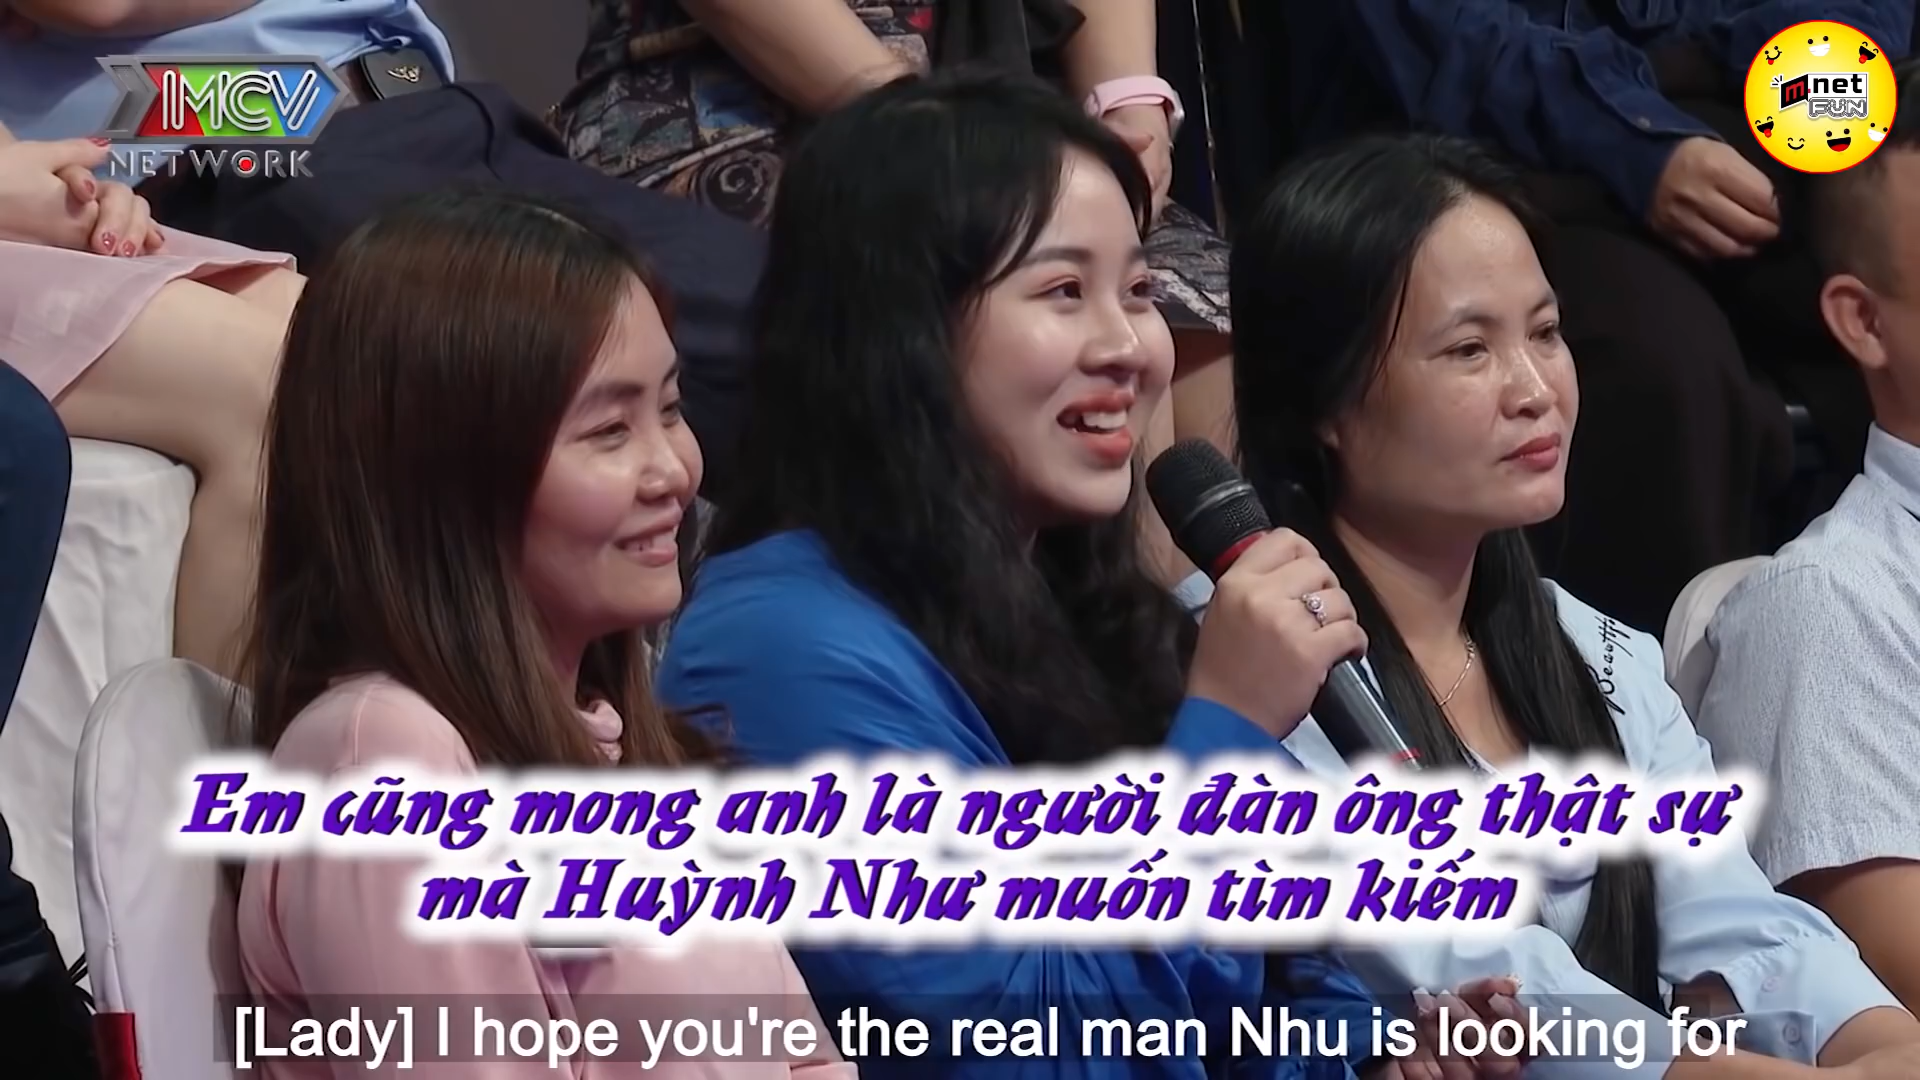 MCV
NETWORK
m.net
FUN
Beautifu
Em cũng mong anh là người đàn ông thật sự
mà Huỳnh Như muốn tìm kiếm
[Lady] I hope you're the real man Nhu is looking for